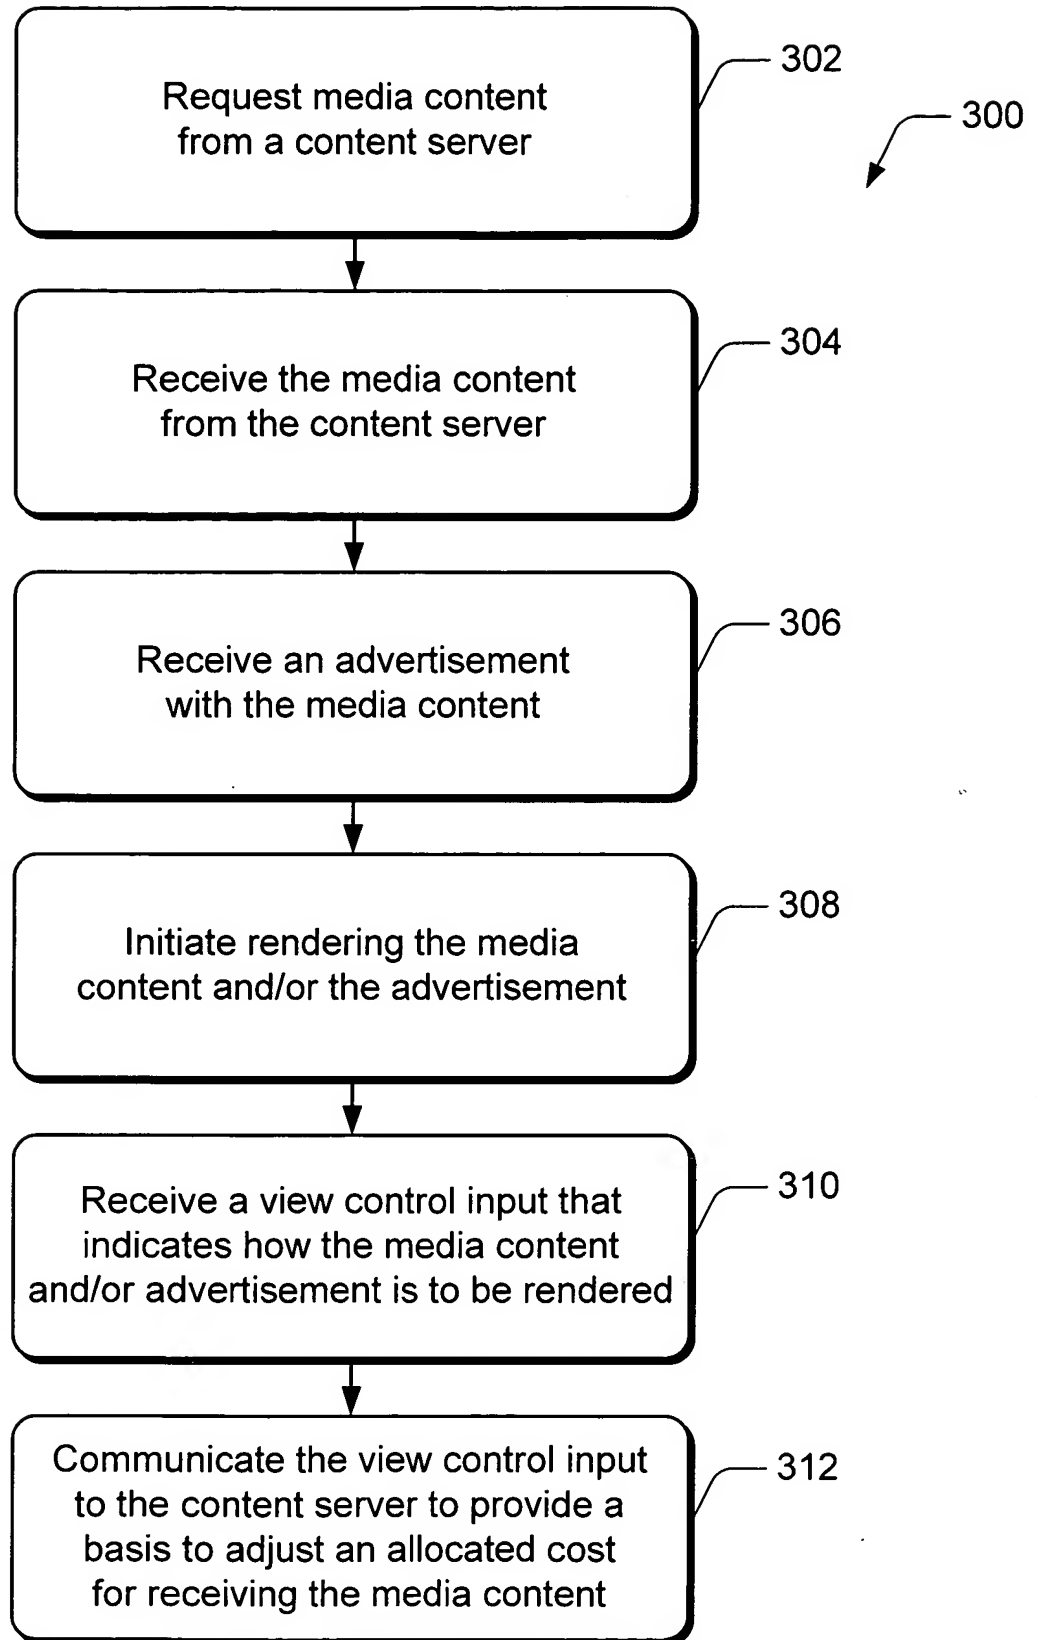 Request media content
from a content server
302
300
Receive the media content
from the content server
304
Receive an advertisement
with the media content
306
Initiate rendering the media
content and/or the advertisement
308
Receive a view control input that
indicates how the media content
and/or advertisement is to be rendered
310
Communicate the view control input
to the content server to provide a
basis to adjust an allocated cost
for receiving the media content
312